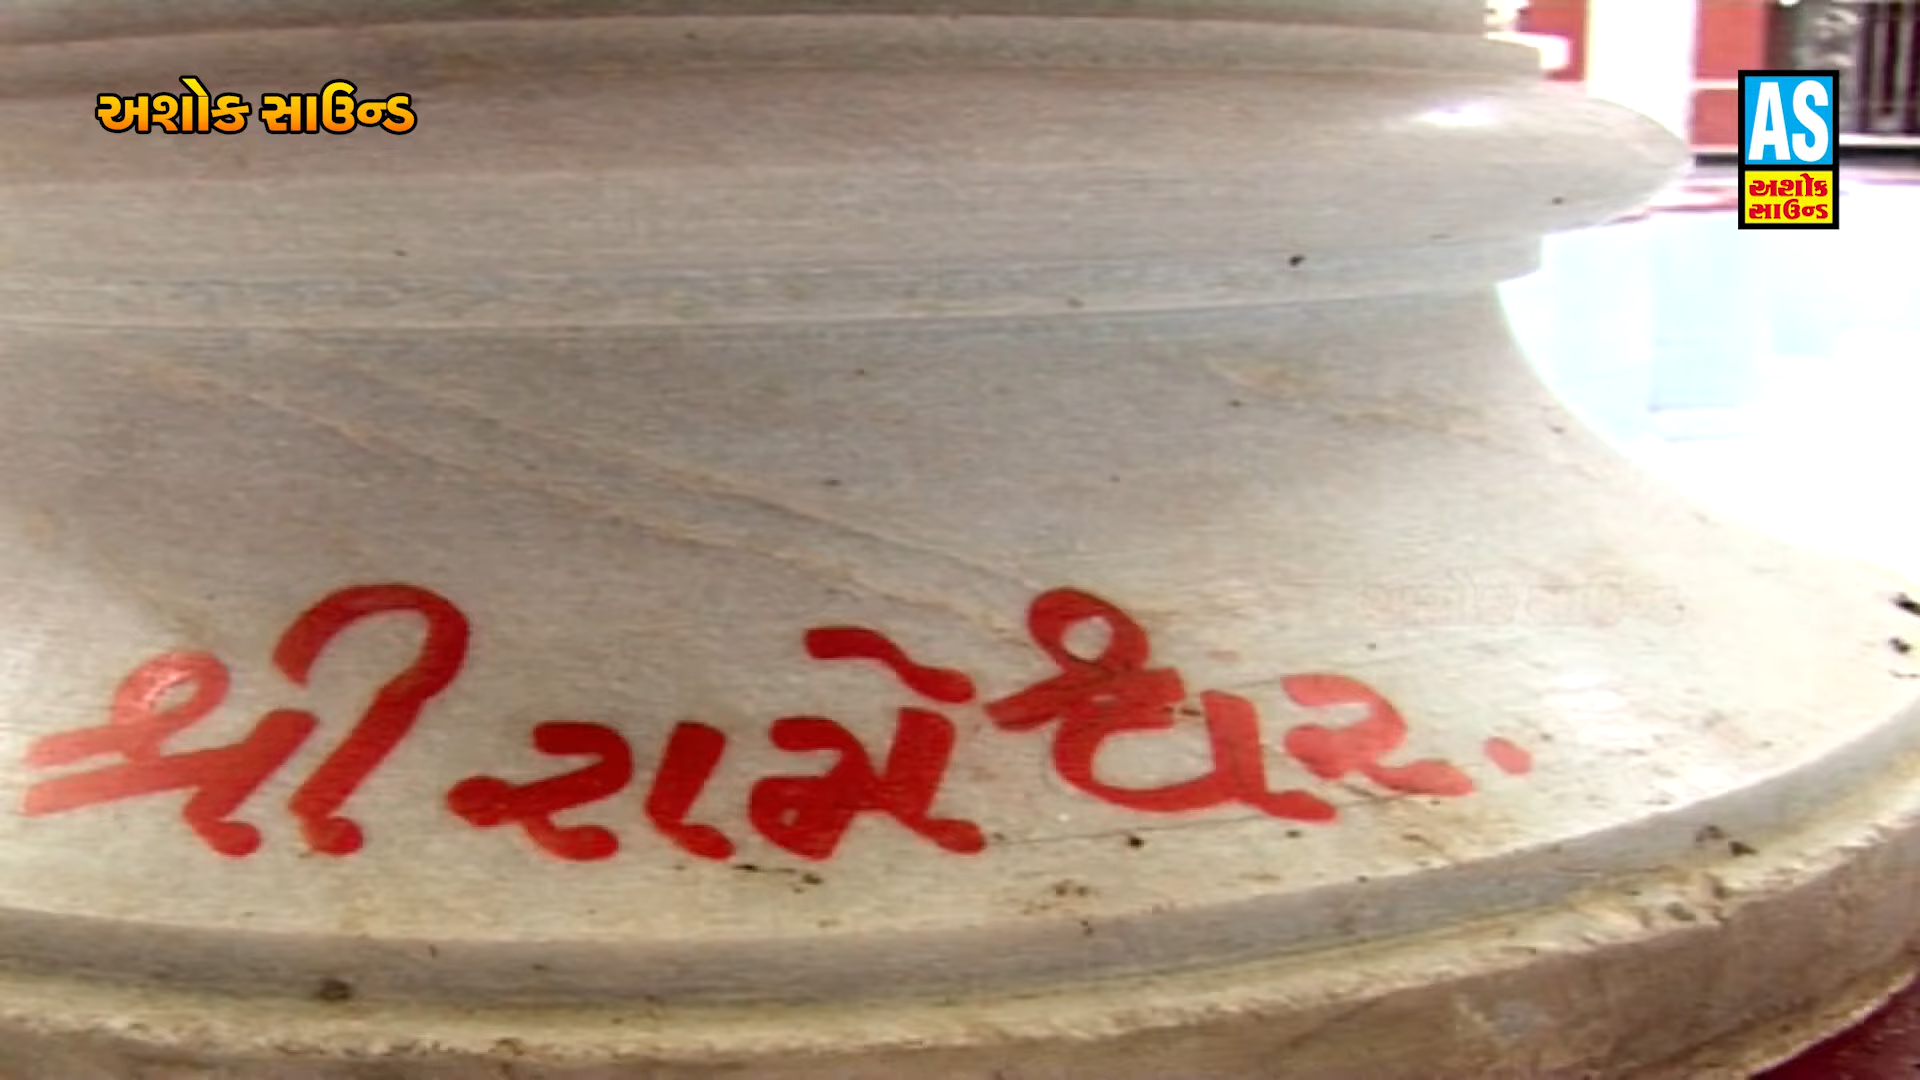 અશોક સાઉન્ડ
AS
અશોક
સાઉન્ડ
શ્રી રામેશ્વર.